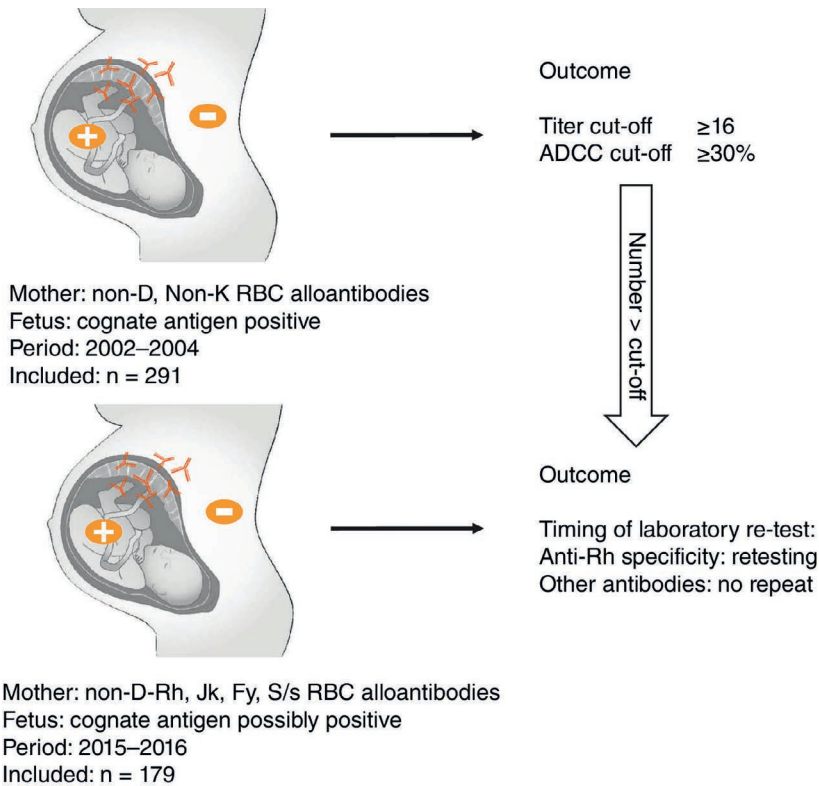 Outcome
Titer cut-off ≥16
ADCC cut-off ≥30%
+
−
Mother: non-D, Non-K RBC alloantibodies
Fetus: cognate antigen positive
Period: 2002–2004
Included: n = 291
Number > cut-off
Outcome
Timing of laboratory re-test:
Anti-Rh specificity: retesting
Other antibodies: no repeat
+
−
Mother: non-D-Rh, Jk, Fy, S/s RBC alloantibodies
Fetus: cognate antigen possibly positive
Period: 2015–2016
Included: n = 179